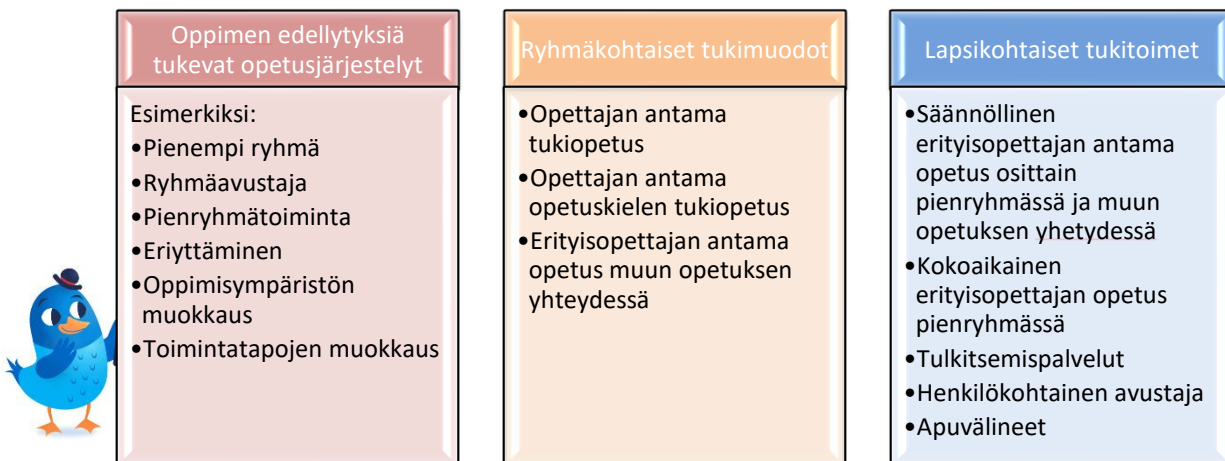 Oppimen edellytyksiä
tukevat opetusjärjestelyt
Esimerkiksi:
•Pienempi ryhmä
•Ryhmäavustaja
•Pienryhmätoiminta
•Eriyttäminen
•Oppimisympäristön
muokkaus
•Toimintatapojen muokkaus
Ryhmäkohtaiset tukimuodot
•Opettajan antama
tukiopetus
•Opettajan antama
opetuskielen tukiopetus
•Erityisopettajan antama
opetus muun opetuksen
yhteydessä
Lapsikohtaiset tukitoimet
•Säännöllinen
erityisopettajan antama
opetus osittain
pienryhmässä ja muun
opetuksen yhetydessä
•Kokoaikainen
erityisopettajan opetus
pienryhmässä
•Tulkitsemispalvelut
•Henkilökohtainen avustaja
•Apuvälineet